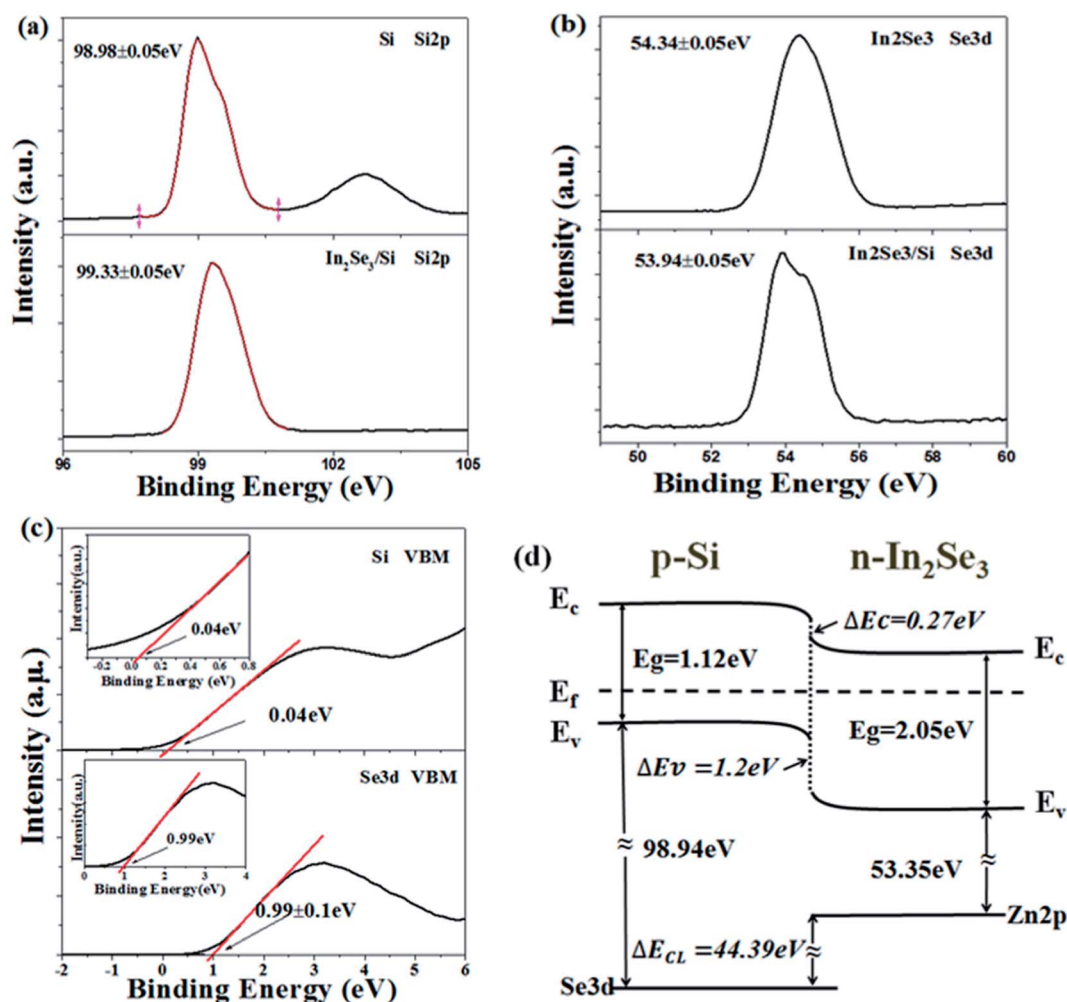 (a)
Si Si2p
98.98±0.05eV
Intensity (a.u.)
In₂Se₃/Si Si2p
99.33±0.05eV
Intensity (a.u.)
96 99 102 105
Binding Energy (eV)
(b)
In2Se3 Se3d
54.34±0.05eV
Intensity (a.u.)
In2Se3/Si Se3d
53.94±0.05eV
50 52 54 56 58 60
Binding Energy (eV)
(c)
Si VBM
Intensity(a.u.)
0.04eV
-0.2 0.0 0.2 0.4 0.6 0.8
Binding Energy (eV)
0.04eV
Intensity (a.μ.)
Se3d VBM
Intensity(a.u.)
0.99eV
0 1 2 3 4
Binding Energy(eV)
0.99±0.1eV
Intensity (a.u.)
-2 -1 0 1 2 3 4 5 6
Binding Energy (eV)
(d)
p-Si n-In₂Se₃
Ec
ΔEc=0.27eV
Ec
Eg=1.12eV
Ef
Eg=2.05eV
Ev
ΔEv =1.2eV
Ev
98.94eV
53.35eV
Zn2p
ΔE_CL =44.39eV
Se3d